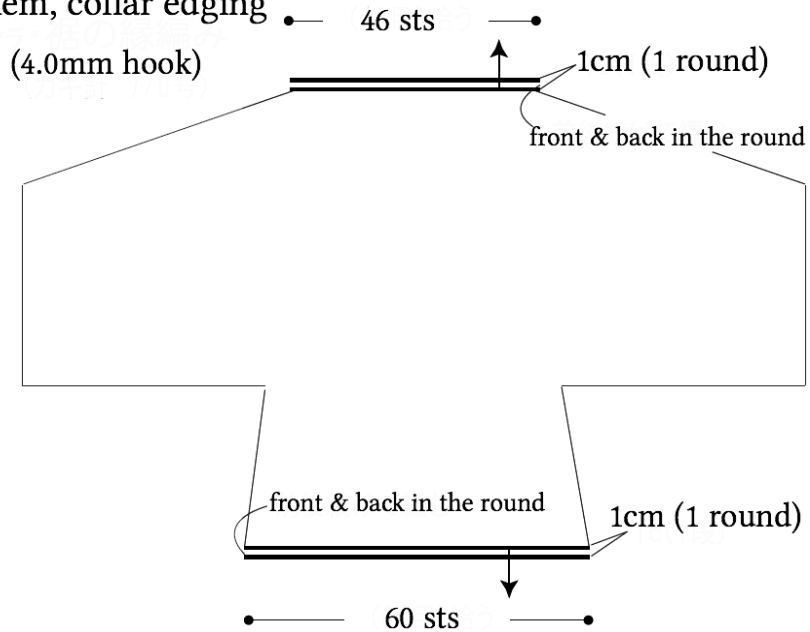 hem, collar edging
(4.0mm hook)
46 sts
1cm (1 round)
front & back in the round
front & back in the round
1cm (1 round)
60 sts